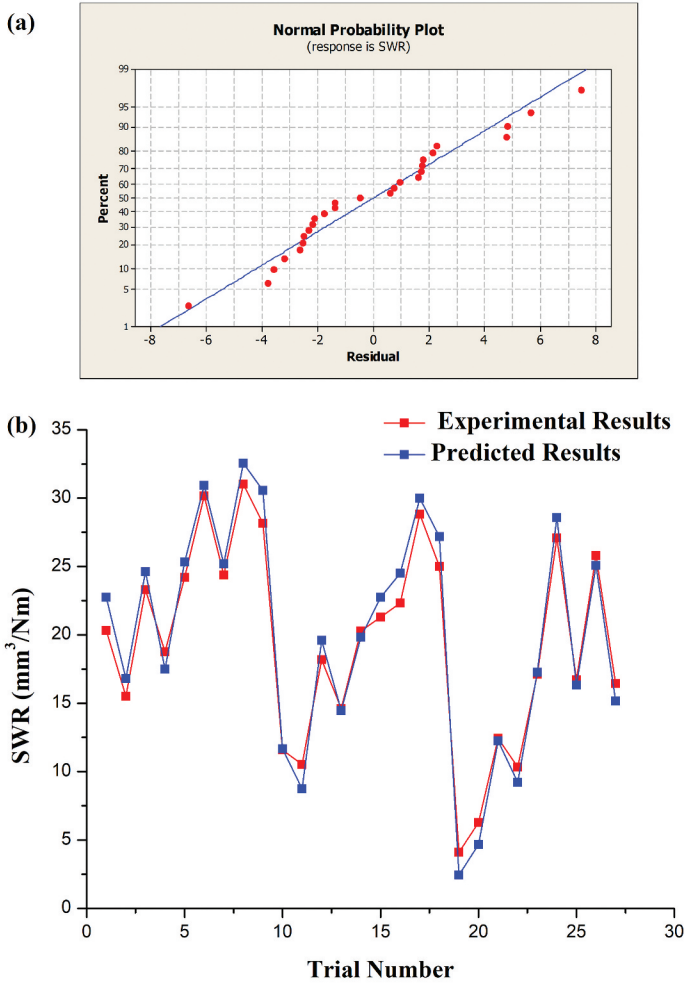 (a)
Normal Probability Plot
(response is SWR)
Percent
99
95
90
80
70
60
50
40
30
20
10
5
1
-8 -6 -4 -2 0 2 4 6 8
Residual
(b)
Experimental Results
Predicted Results
SWR (mm³/Nm)
35
30
25
20
15
10
5
0
0 5 10 15 20 25 30
Trial Number